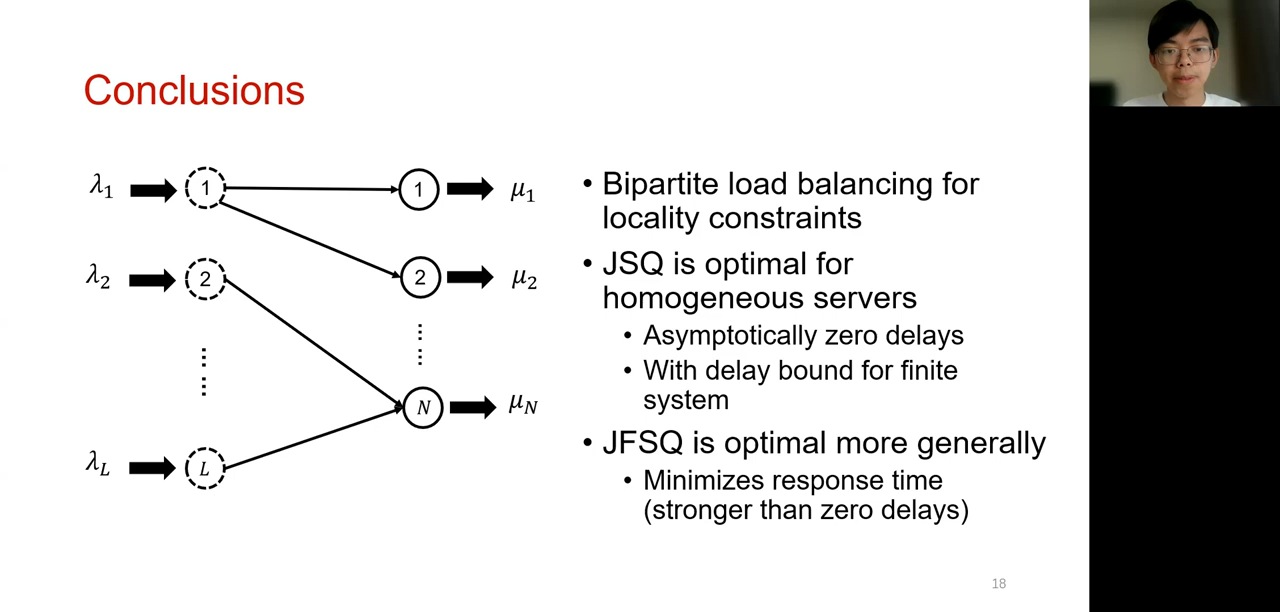 Conclusions
λ₁ 1 1 μ₁
λ₂ 2 2 μ₂
λ_L L N μ_N
• Bipartite load balancing for
locality constraints
• JSQ is optimal for
homogeneous servers
• Asymptotically zero delays
• With delay bound for finite
system
• JFSQ is optimal more generally
• Minimizes response time
(stronger than zero delays)
18